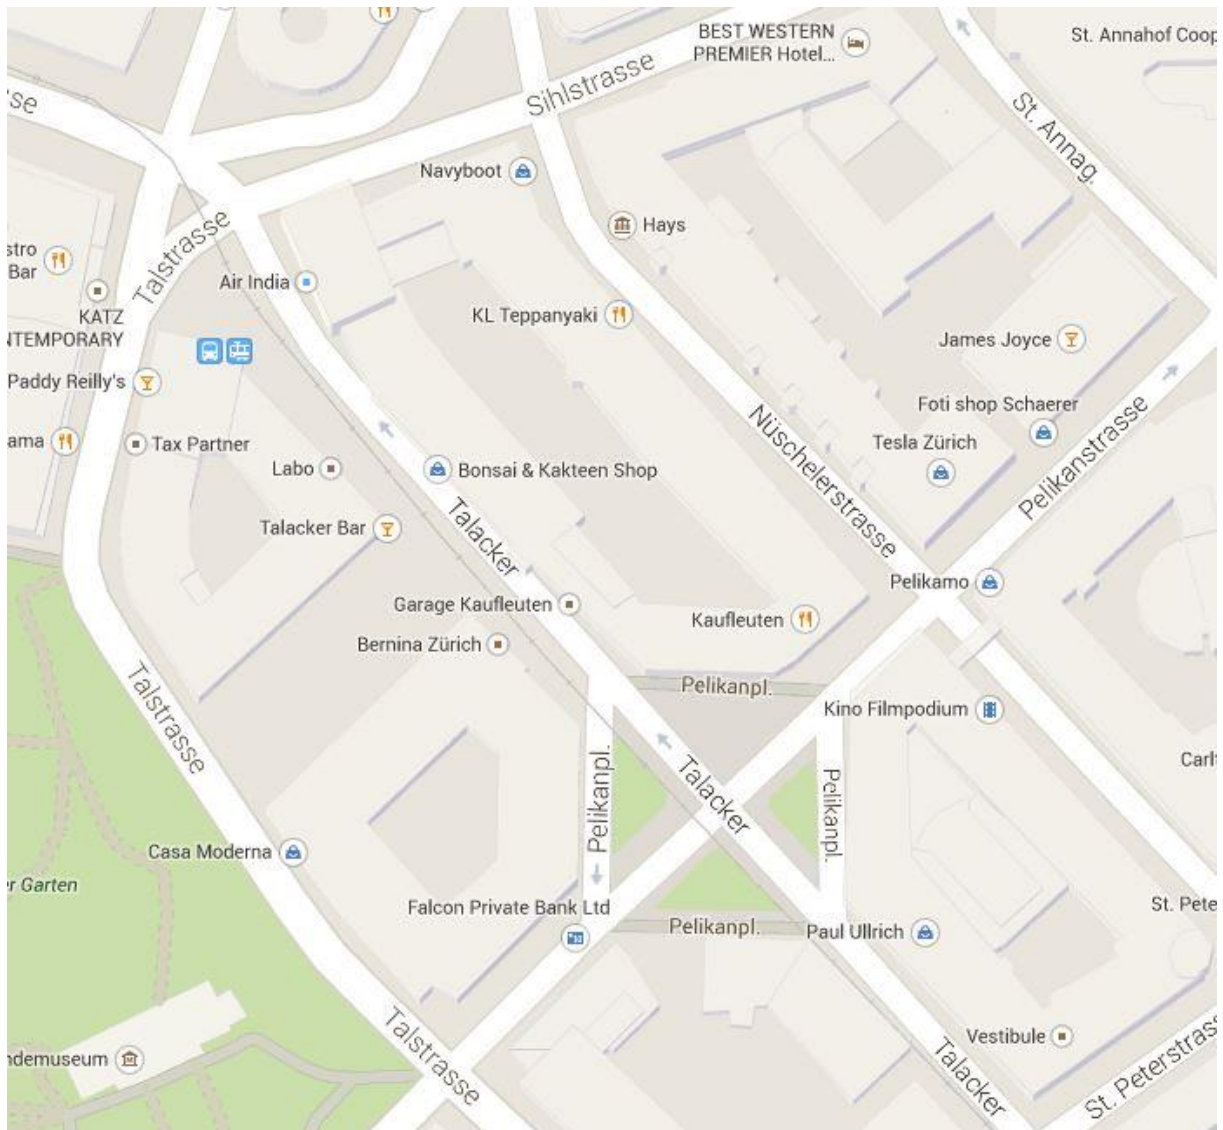 BEST WESTERN
PREMIER Hotel...
St. Annahof Coop
sse
Sihlstrasse
St. Annag.
Navyboot
Hays
Talstrasse
stro
Bar
Air India
KATZ
NTEMPORARY
KL Teppanyaki
James Joyce
Paddy Reilly's
Foti shop Schaerer
ama
Tax Partner
Tesla Zürich
Labo
Bonsai & Kakteen Shop
Nüschelerstrasse
Pelikanstrasse
Talacker Bar
Talacker
Pelikamo
Garage Kaufleuten
Kaufleuten
Bernina Zürich
Pelikanpl.
Talstrasse
Kino Filmpodium
Carlt
Pelikanpl.
Talacker
Pelikanpl.
Casa Moderna
r Garten
Falcon Private Bank Ltd
St. Pete
Pelikanpl.
Paul Ullrich
Talstrasse
Vestibule
ndemuseum
Talacker
St. Peterstrass